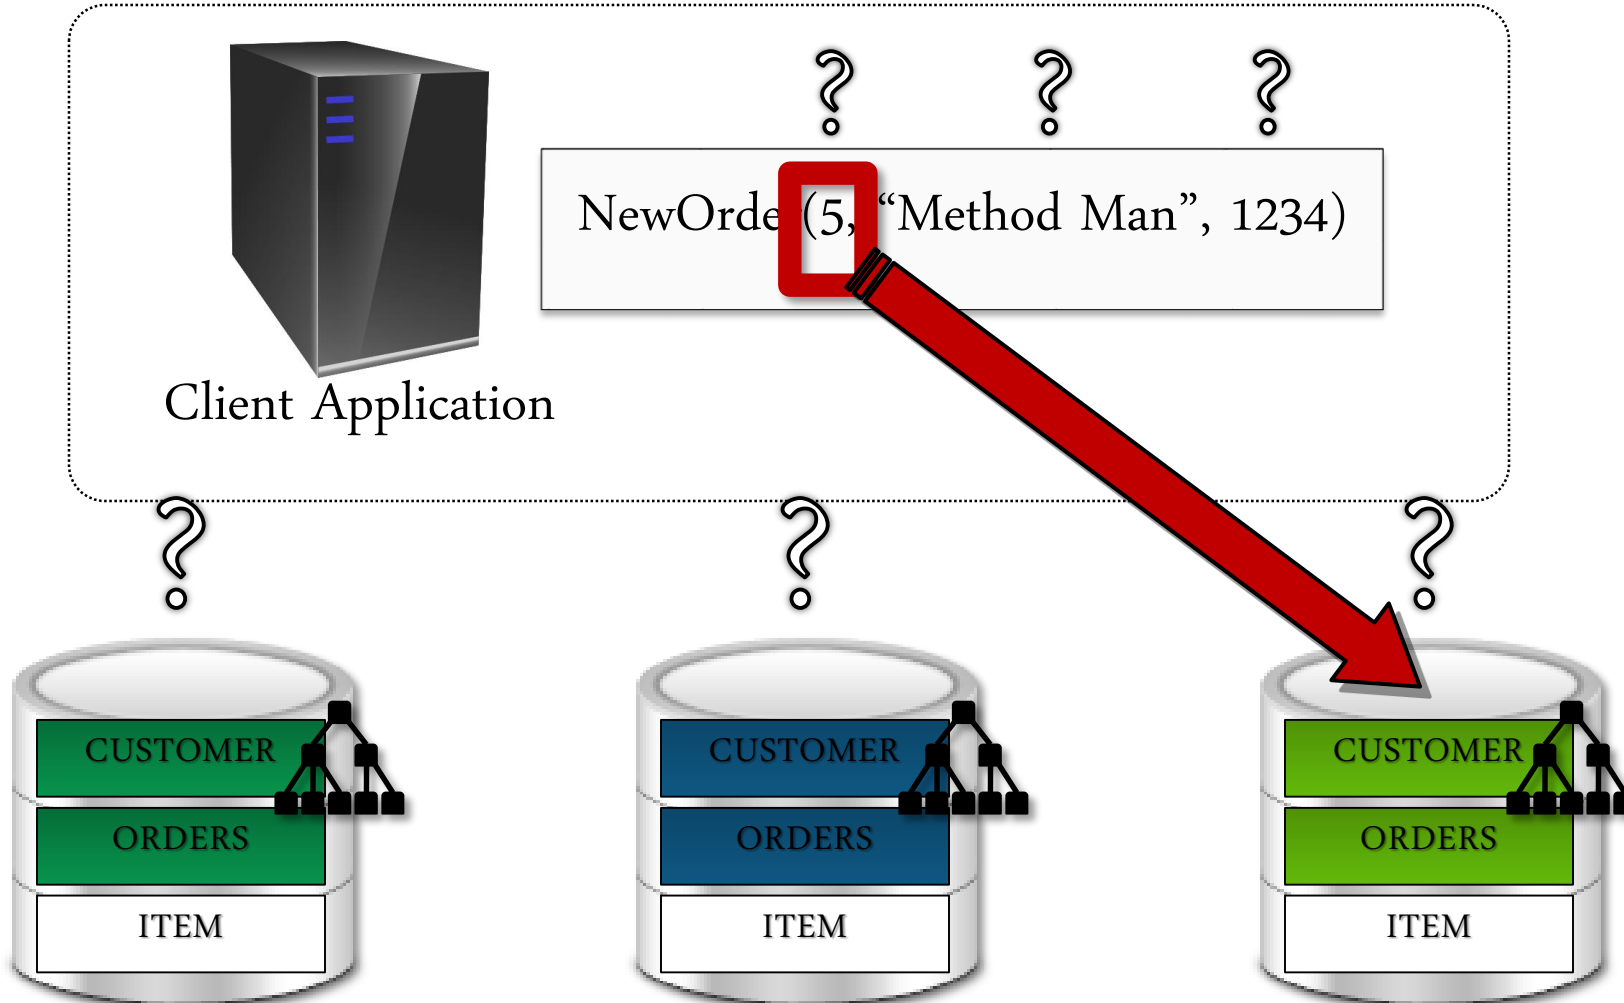 ?
?
?
NewOrde(5, “Method Man”, 1234)
Client Application
?
?
?
CUSTOMER
CUSTOMER
CUSTOMER
ORDERS
ORDERS
ORDERS
ITEM
ITEM
ITEM